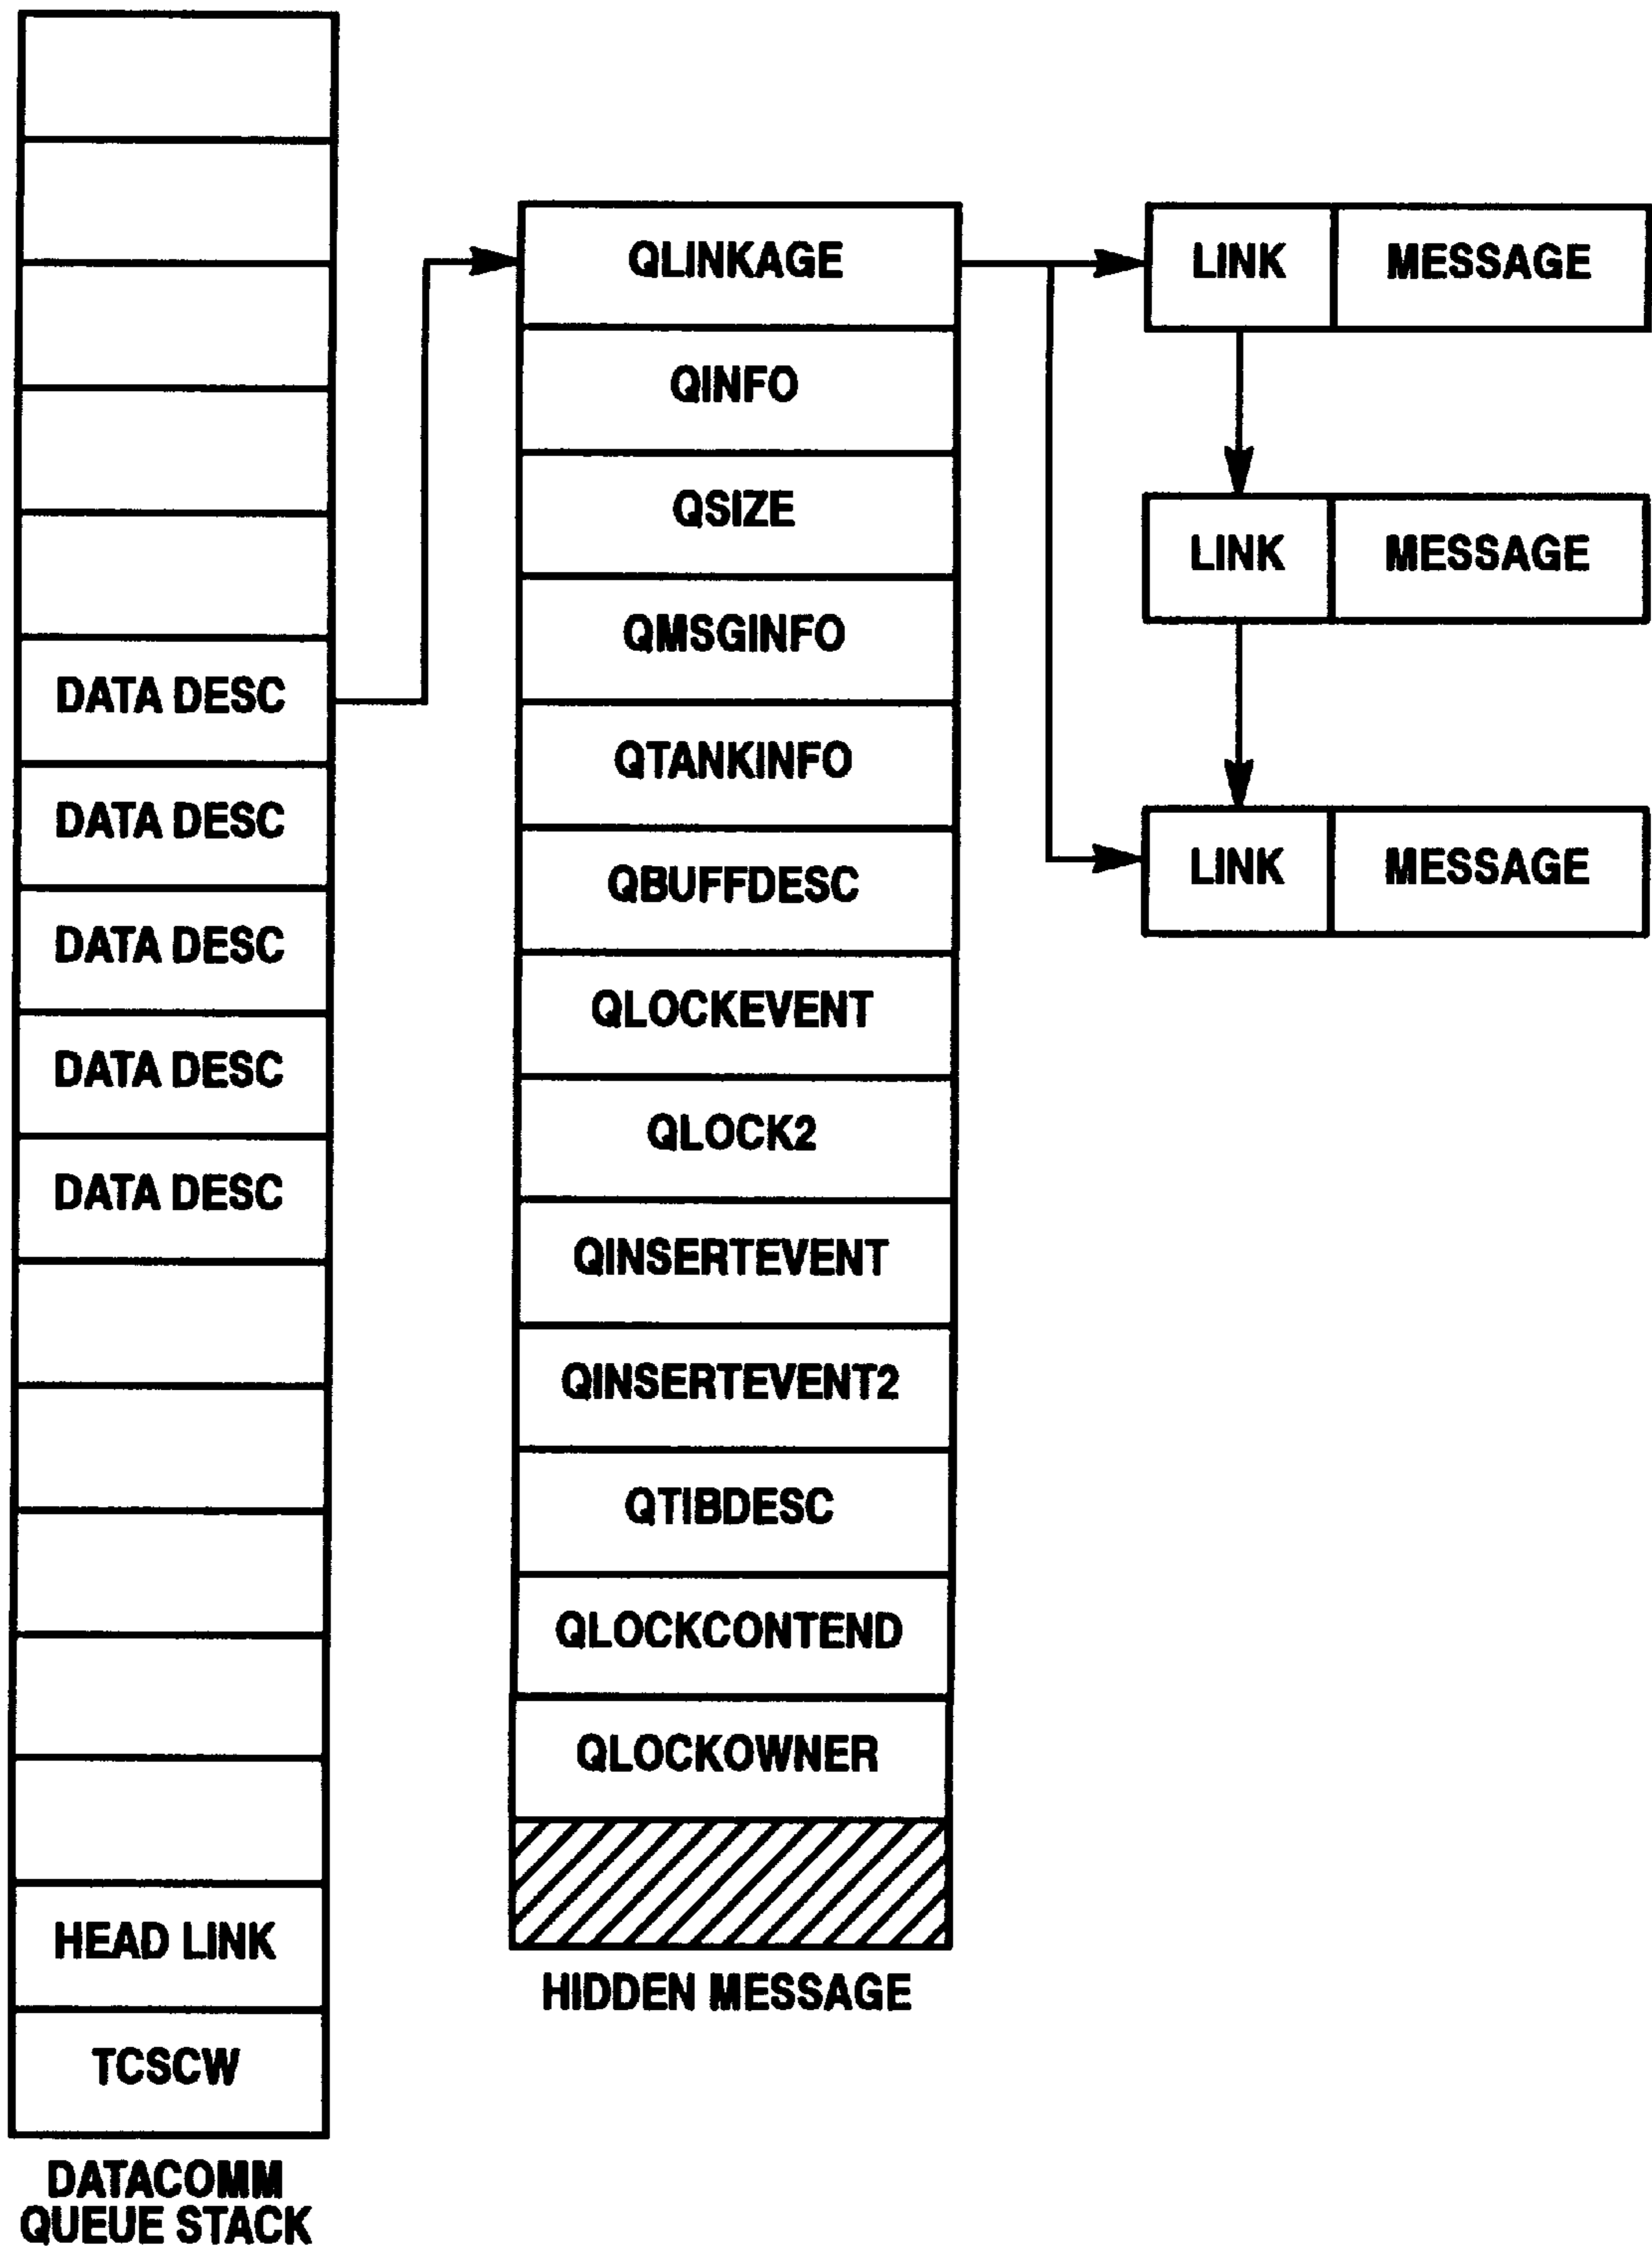 DATA DESC
DATA DESC
DATA DESC
DATA DESC
DATA DESC
HEAD LINK
TCSCW
DATACOMM
QUEUE STACK
QLINKAGE
QINFO
QSIZE
QMSGINFO
QTANKINFO
QBUFFDESC
QLOCKEVENT
QLOCK2
QINSERTEVENT
QINSERTEVENT2
QTIBDESC
QLOCKCONTEND
QLOCKOWNER
HIDDEN MESSAGE
LINK MESSAGE
LINK MESSAGE
LINK MESSAGE